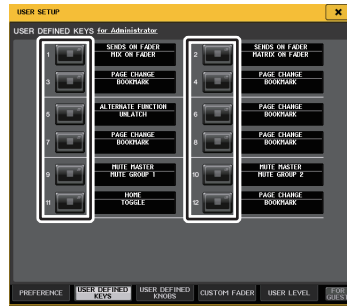 USER SETUP
USER DEFINED KEYS for Administrator
1 SENDS ON FADER
MIX ON FADER
2 SENDS ON FADER
MATRIX ON FADER
3 PAGE CHANGE
BOOKMARK
4 PAGE CHANGE
BOOKMARK
5 ALTERNATE FUNCTION
UNLATCH
6 PAGE CHANGE
BOOKMARK
7 PAGE CHANGE
BOOKMARK
8 PAGE CHANGE
BOOKMARK
9 MUTE MASTER
MUTE GROUP 1
10 MUTE MASTER
MUTE GROUP 2
11 HOME
TOGGLE
12 PAGE CHANGE
BOOKMARK
PREFERENCE
USER DEFINED
KEYS
USER DEFINED
KNOBS
CUSTOM FADER
USER LEVEL
FOR
GUEST